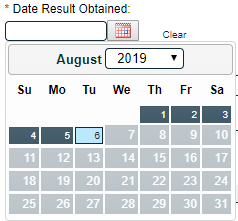 * Date Result Obtained:
Clear
August 2019
Su Mo Tu We Th Fr Sa
1 2 3
4 5 6 7 8 9 10
11 12 13 14 15 16 17
18 19 20 21 22 23 24
25 26 27 28 29 30 31